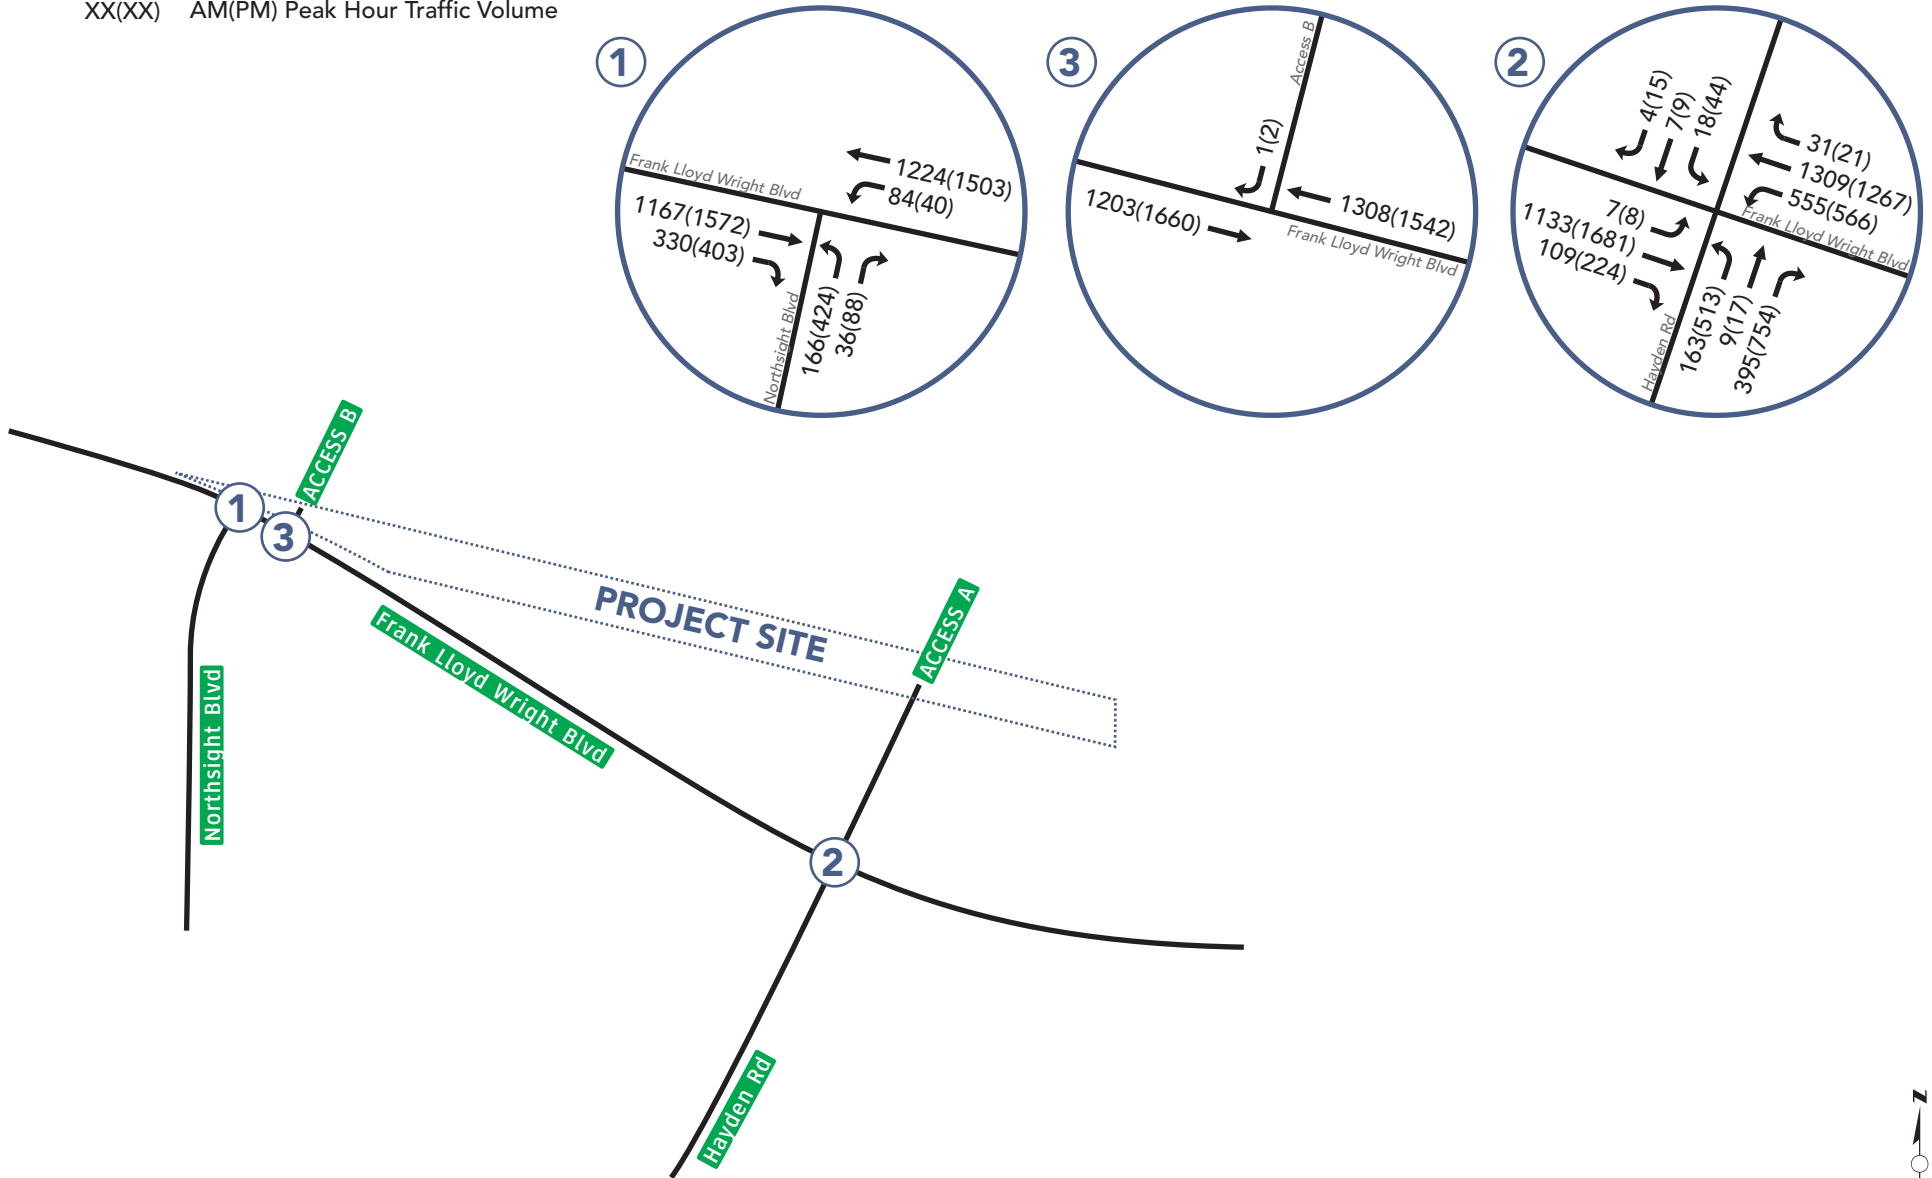 XX(XX) AM(PM) Peak Hour Traffic Volume
1
Frank Lloyd Wright Blvd
1224(1503)
84(40)
1167(1572)
330(403)
Northsight Blvd
166(424)
36(88)
3
Access B
1(2)
1203(1660)
1308(1542)
Frank Lloyd Wright Blvd
2
4(15)
7(9)
18(44)
31(21)
1309(1267)
555(566)
Frank Lloyd Wright Blvd
7(8)
1133(1681)
109(224)
Hayden Rd
163(513)
9(17)
395(754)
ACCESS B
1
3
PROJECT SITE
ACCESS A
Frank Lloyd Wright Blvd
Northsight Blvd
2
Hayden Rd
N